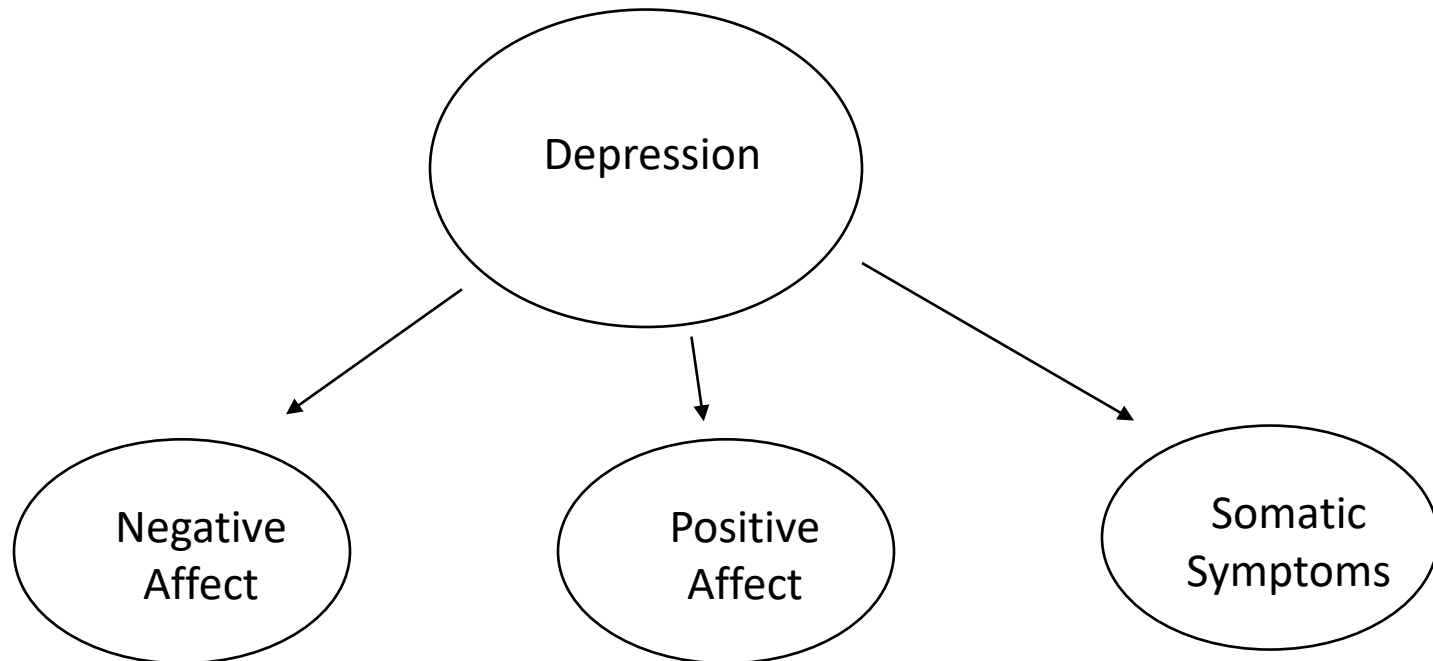 Depression
Negative
Affect
Positive
Affect
Somatic
Symptoms